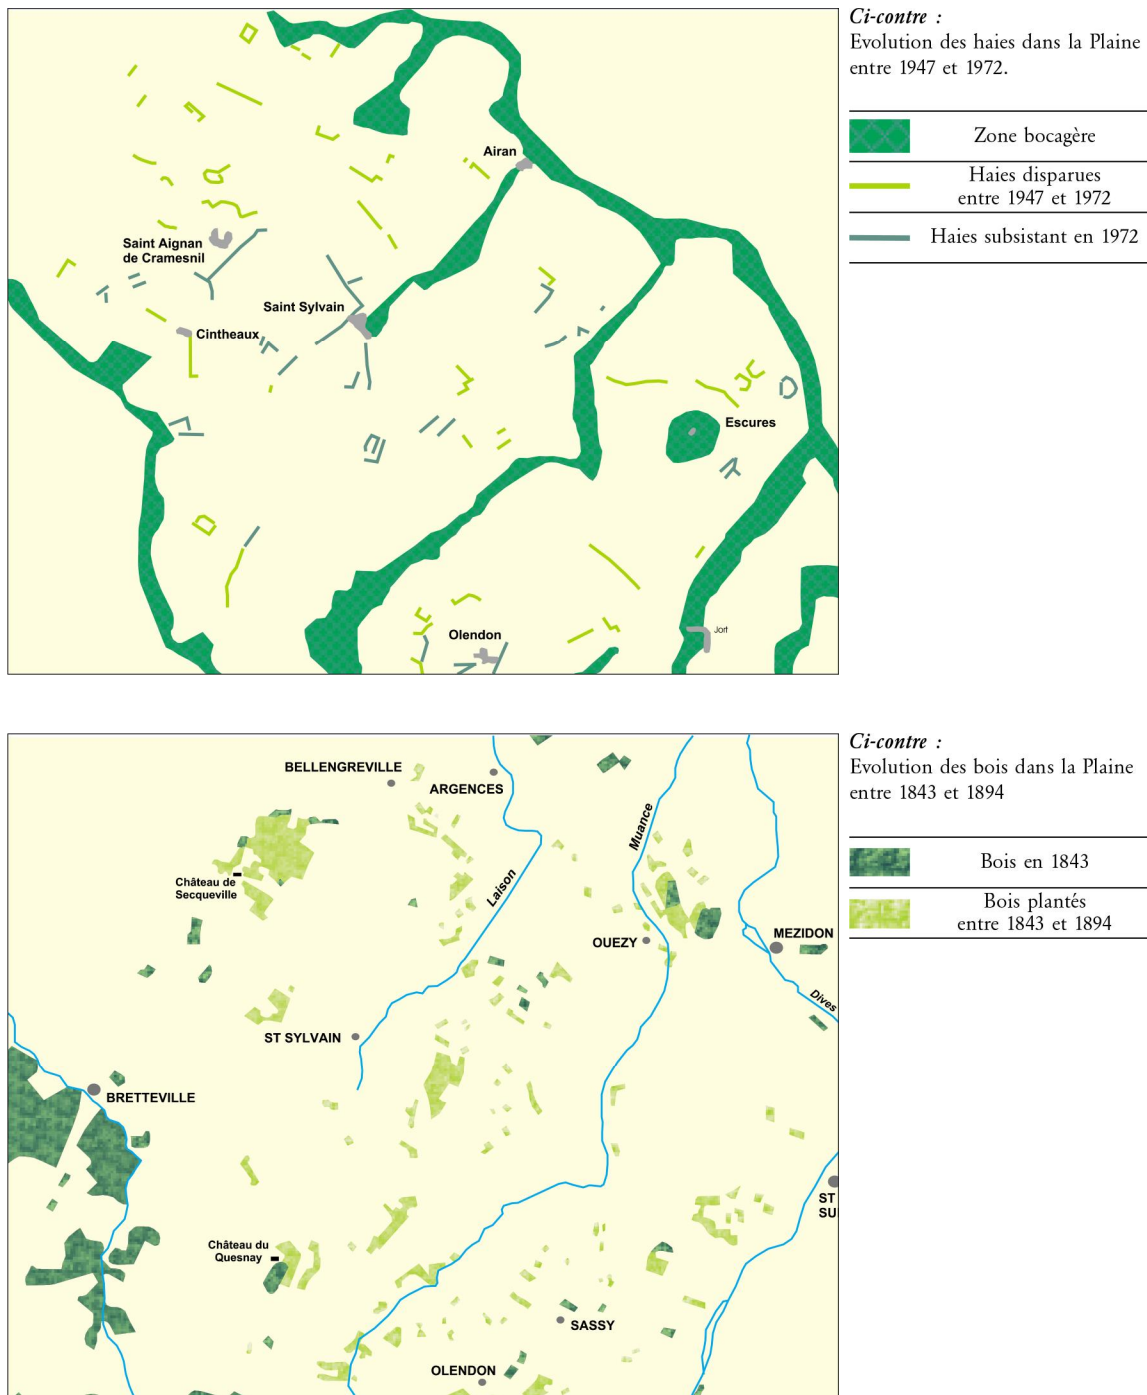 Ci-contre :
Evolution des haies dans la Plaine
entre 1947 et 1972.
Zone bocagère
Haies disparues
entre 1947 et 1972
Haies subsistant en 1972
Airan
Saint Aignan
de Cramesnil
Saint Sylvain
Cintheaux
Escures
Olendon
Jort
Ci-contre :
Evolution des bois dans la Plaine
entre 1843 et 1894
Bois en 1843
Bois plantés
entre 1843 et 1894
BELLENGREVILLE
ARGENCES
Muance
Château de
Secqueville
Laison
OUEZY
MEZIDON
Dives
ST SYLVAIN
BRETTEVILLE
ST
SU
Château du
Quesnay
SASSY
OLENDON